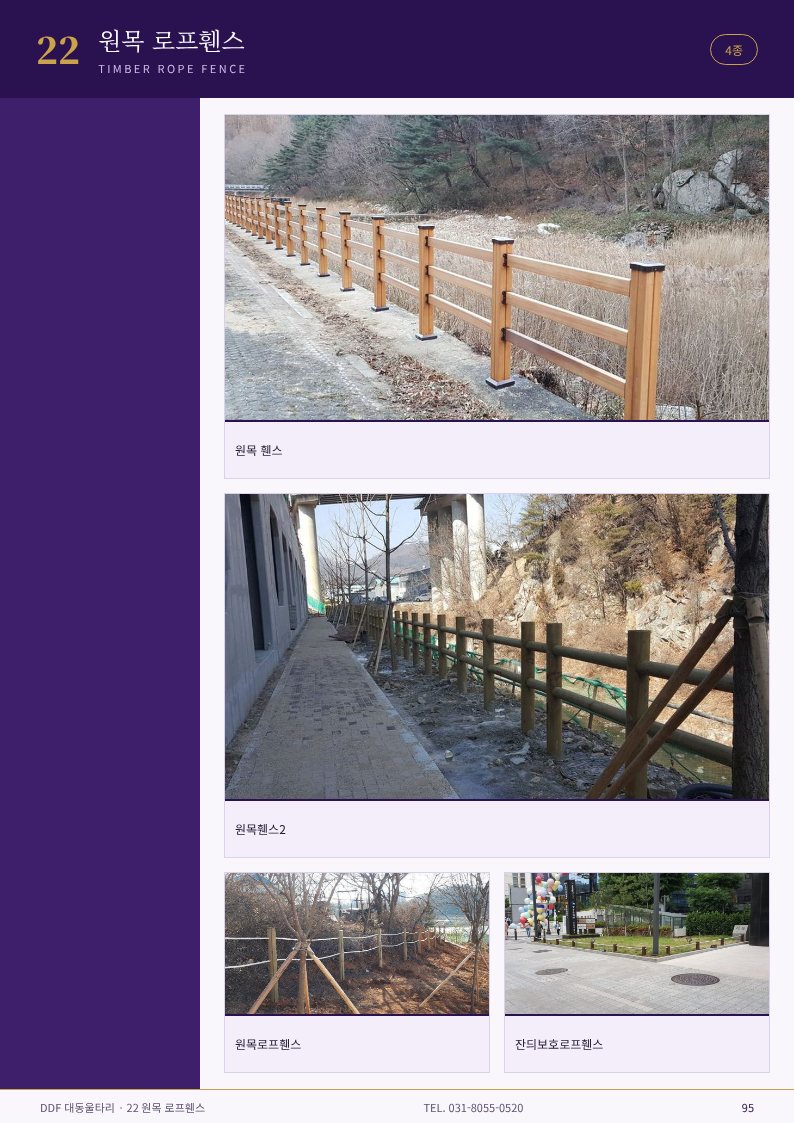 22
원목 로프휀스
TIMBER ROPE FENCE
4종
원목 휀스
원목휀스2
원목로프휀스
잔듸보호로프휀스
DDF 대동울타리 · 22 원목 로프휀스
TEL. 031-8055-0520
95